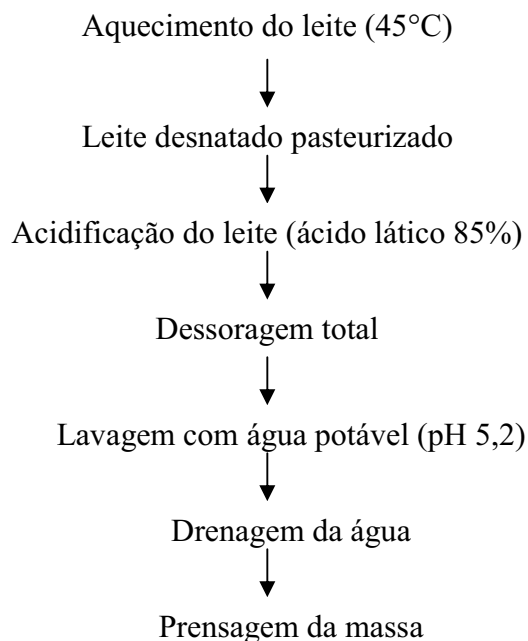 Aquecimento do leite (45°C)
Leite desnatado pasteurizado
Acidificação do leite (ácido lático 85%)
Dessoragem total
Lavagem com água potável (pH 5,2)
Drenagem da água
Prensagem da massa